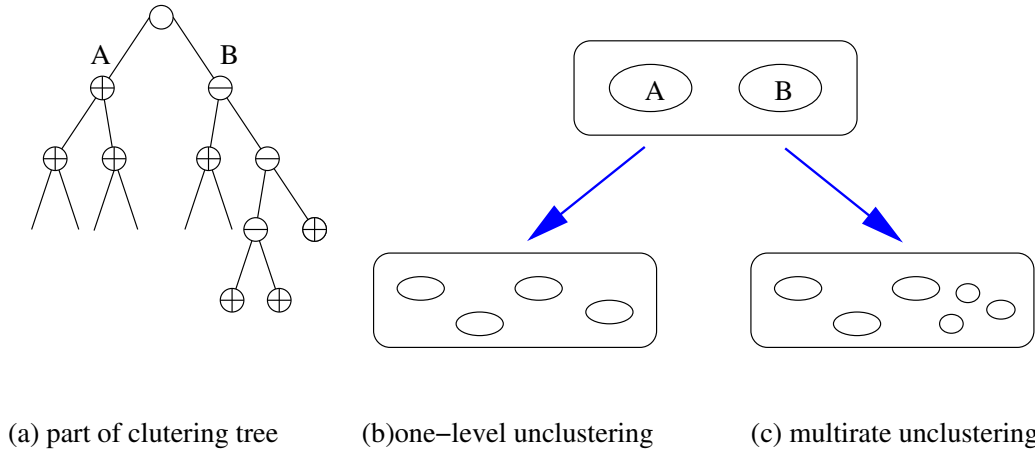 A B
A B
(a) part of clutering tree
(b)one−level unclustering
(c) multirate unclustering